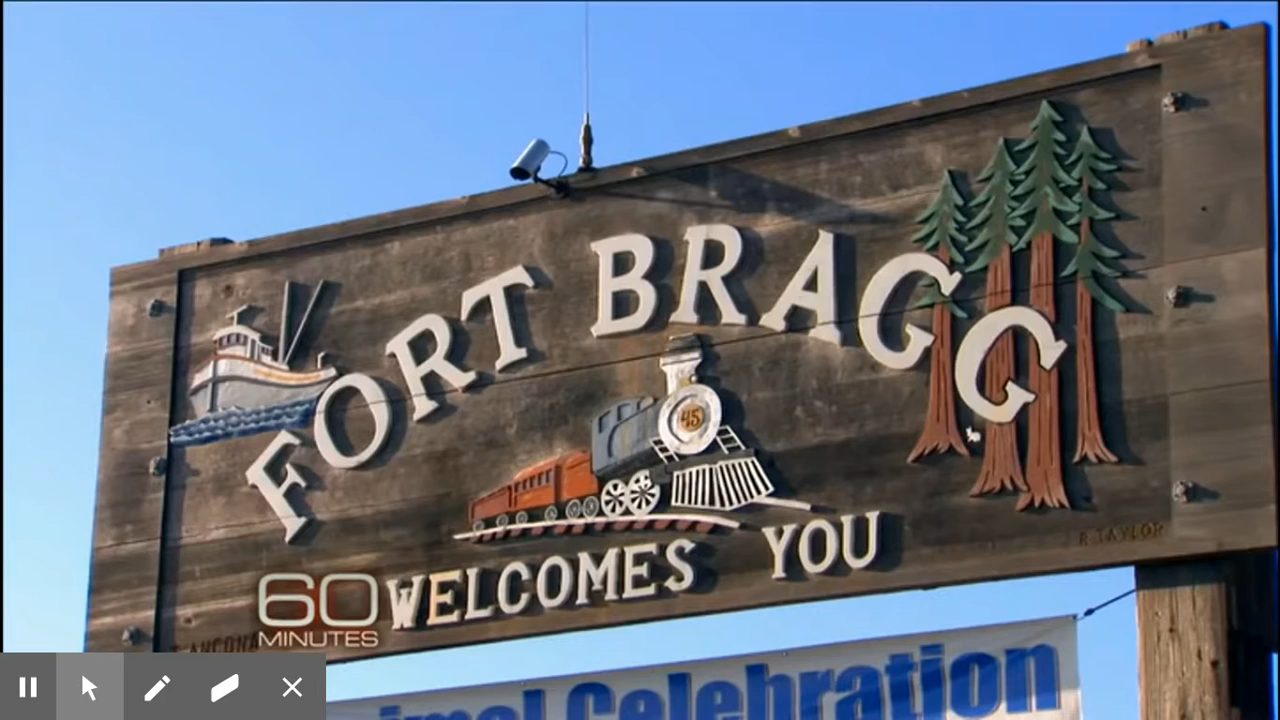 FORT BRAGG
45
WELCOMES YOU
J R TAYLOR
60
MINUTES
Celebration